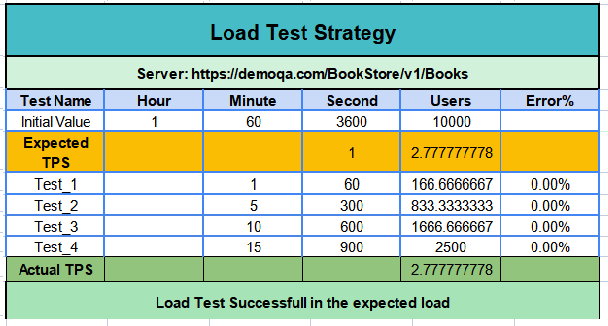 Load Test Strategy
Server: https://demoqa.com/BookStore/v1/Books
Test Name Hour Minute Second Users Error%
Initial Value 1 60 3600 10000
Expected TPS 1 2.777777778
Test_1 1 60 166.6666667 0.00%
Test_2 5 300 833.3333333 0.00%
Test_3 10 600 1666.666667 0.00%
Test_4 15 900 2500 0.00%
Actual TPS 2.777777778
Load Test Successfull in the expected load